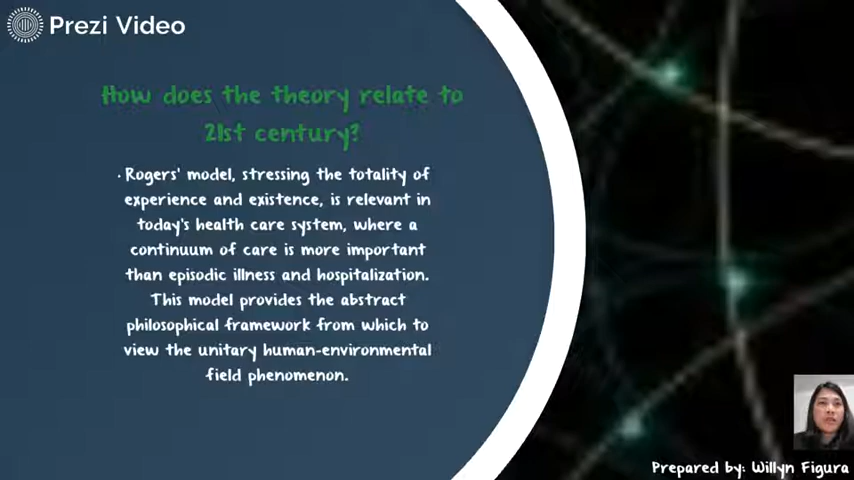 Prezi Video
How does the theory relate to
21st century?
· Rogers' model, stressing the totality of
experience and existence, is relevant in
today's health care system, where a
continuum of care is more important
than episodic illness and hospitalization.
This model provides the abstract
philosophical framework from which to
view the unitary human-environmental
field phenomenon.
Prepared by: Willyn Figura